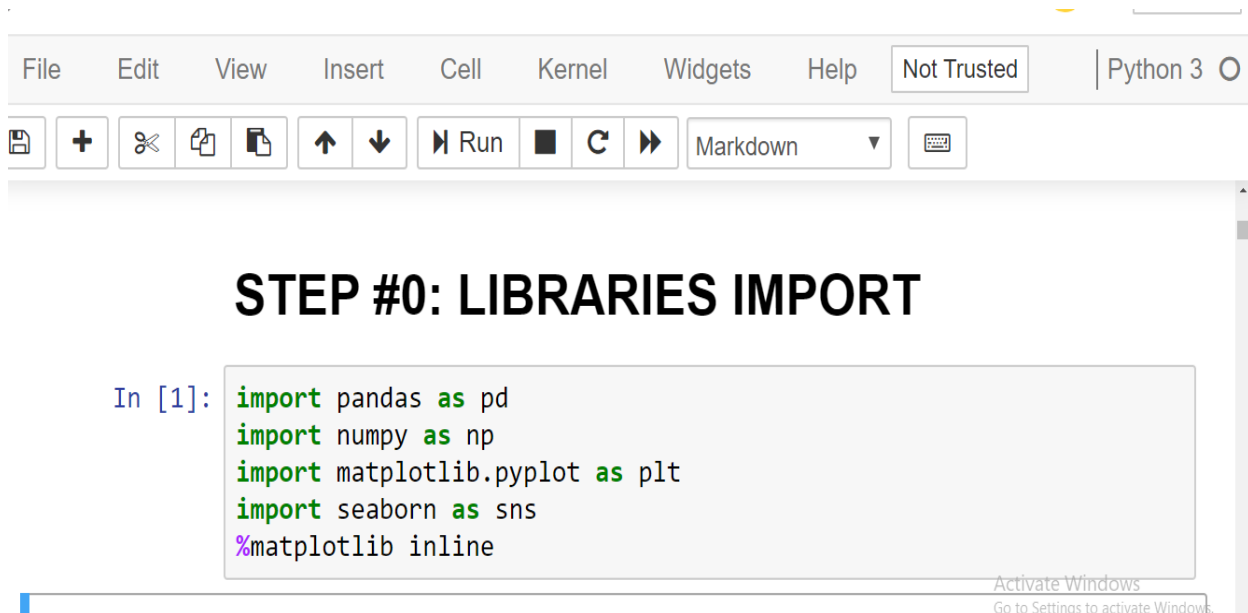 File Edit View Insert Cell Kernel Widgets Help Not Trusted Python 3
Run Markdown
STEP #0: LIBRARIES IMPORT
In [1]: import pandas as pd
import numpy as np
import matplotlib.pyplot as plt
import seaborn as sns
%matplotlib inline
Activate Windows
Go to Settings to activate Windows.